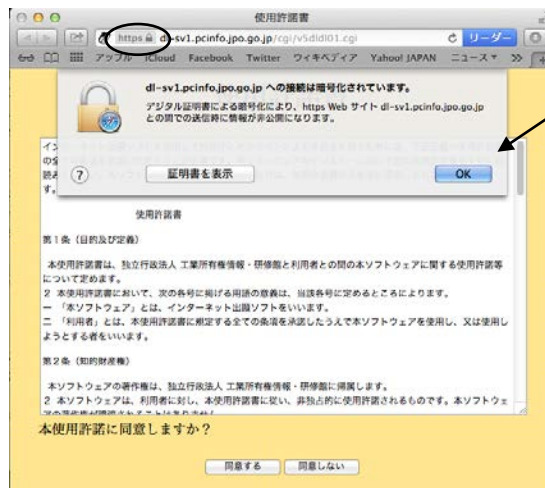 使用許諾書
https dl-sv1.pcinfo.jpo.go.jp/cgi/v5dldl01.cgi
リーダー
アップル iCloud Facebook Twitter ウィキペディア Yahoo! JAPAN ニュース
dl-sv1.pcinfo.jpo.go.jp への接続は暗号化されています。
デジタル証明書による暗号化により、https Web サイト dl-sv1.pcinfo.jpo.go.jp
との間での送信時に情報が非公開になります。
? 証明書を表示 OK
す。
使用許諾書
第1条（目的及び定義）
本使用許諾書は、独立行政法人 工業所有権情報・研修館と利用者との間の本ソフトウェアに関する使用許諾等
について定めます。
2 本使用許諾書において、次の各号に掲げる用語の意義は、当該各号に定めるところによります。
一 「本ソフトウェア」とは、インターネット出願ソフトをいいます。
二 「利用者」とは、本使用許諾書に規定する全ての条項を承諾したうえで本ソフトウェアを使用し、又は使用し
ようとする者をいいます。
第2条（知的財産権）
本ソフトウェアの著作権は、独立行政法人 工業所有権情報・研修館に帰属します。
2 本ソフトウェアは、利用者に対し、本使用許諾書に従い、非独占的に使用許諾されるものです。本ソフトウェ
本使用許諾に同意しますか？
同意する 同意しない